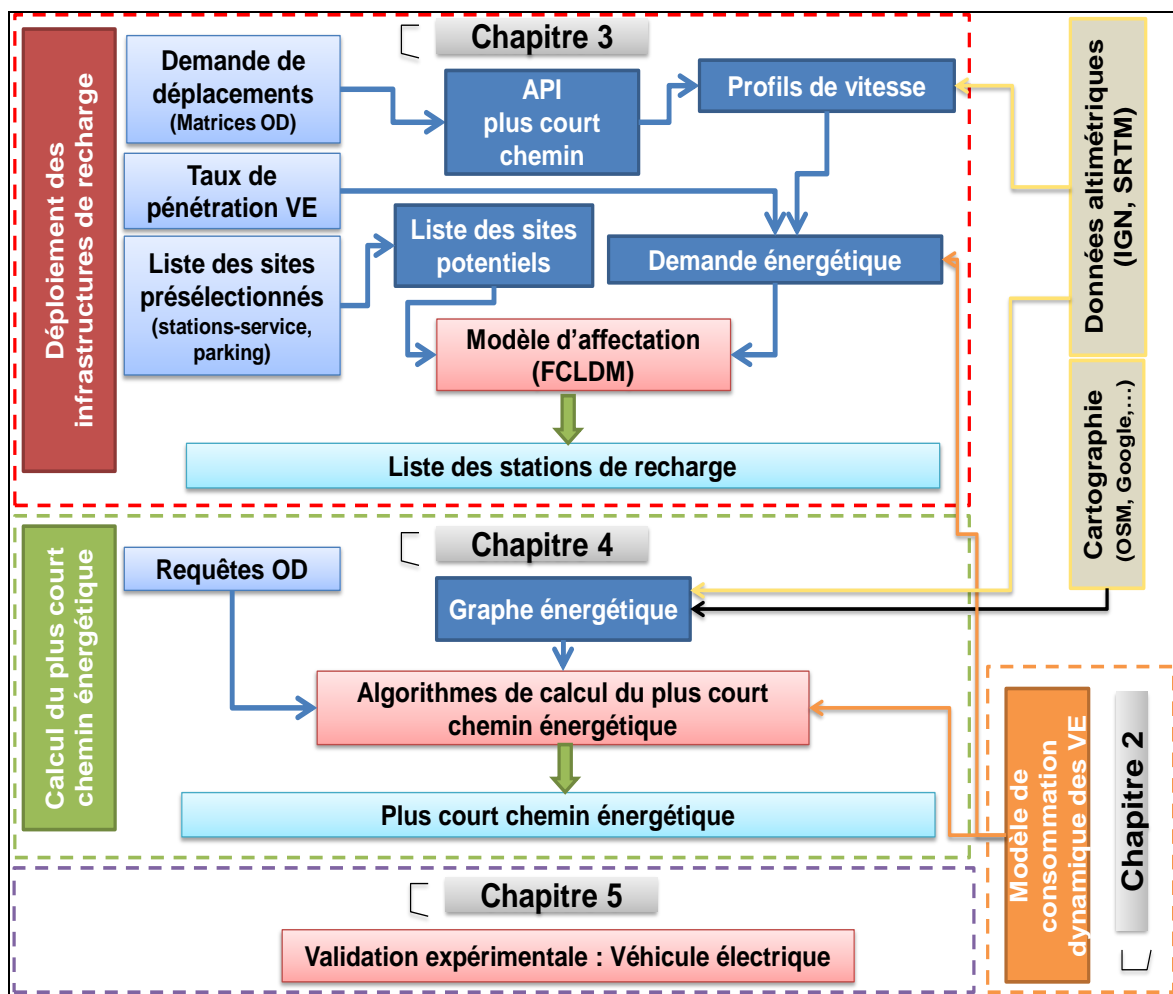 Chapitre 3
Déploiement des
infrastructures de recharge
Demande de
déplacements
(Matrices OD)
API
plus court
chemin
Profils de vitesse
Taux de
pénétration VE
Liste des sites
présélectionnés
(stations-service,
parking)
Liste des sites
potentiels
Demande énergétique
Modèle d'affectation
(FCLDM)
Liste des stations de recharge
Données altimétriques
(IGN, SRTM)
Cartographie
(OSM, Google,...)
Chapitre 4
Calcul du plus court
chemin énergétique
Requêtes OD
Graphe énergétique
Algorithmes de calcul du plus court
chemin énergétique
Plus court chemin énergétique
Modèle de
consommation
dynamique des VE
Chapitre 2
Chapitre 5
Validation expérimentale : Véhicule électrique